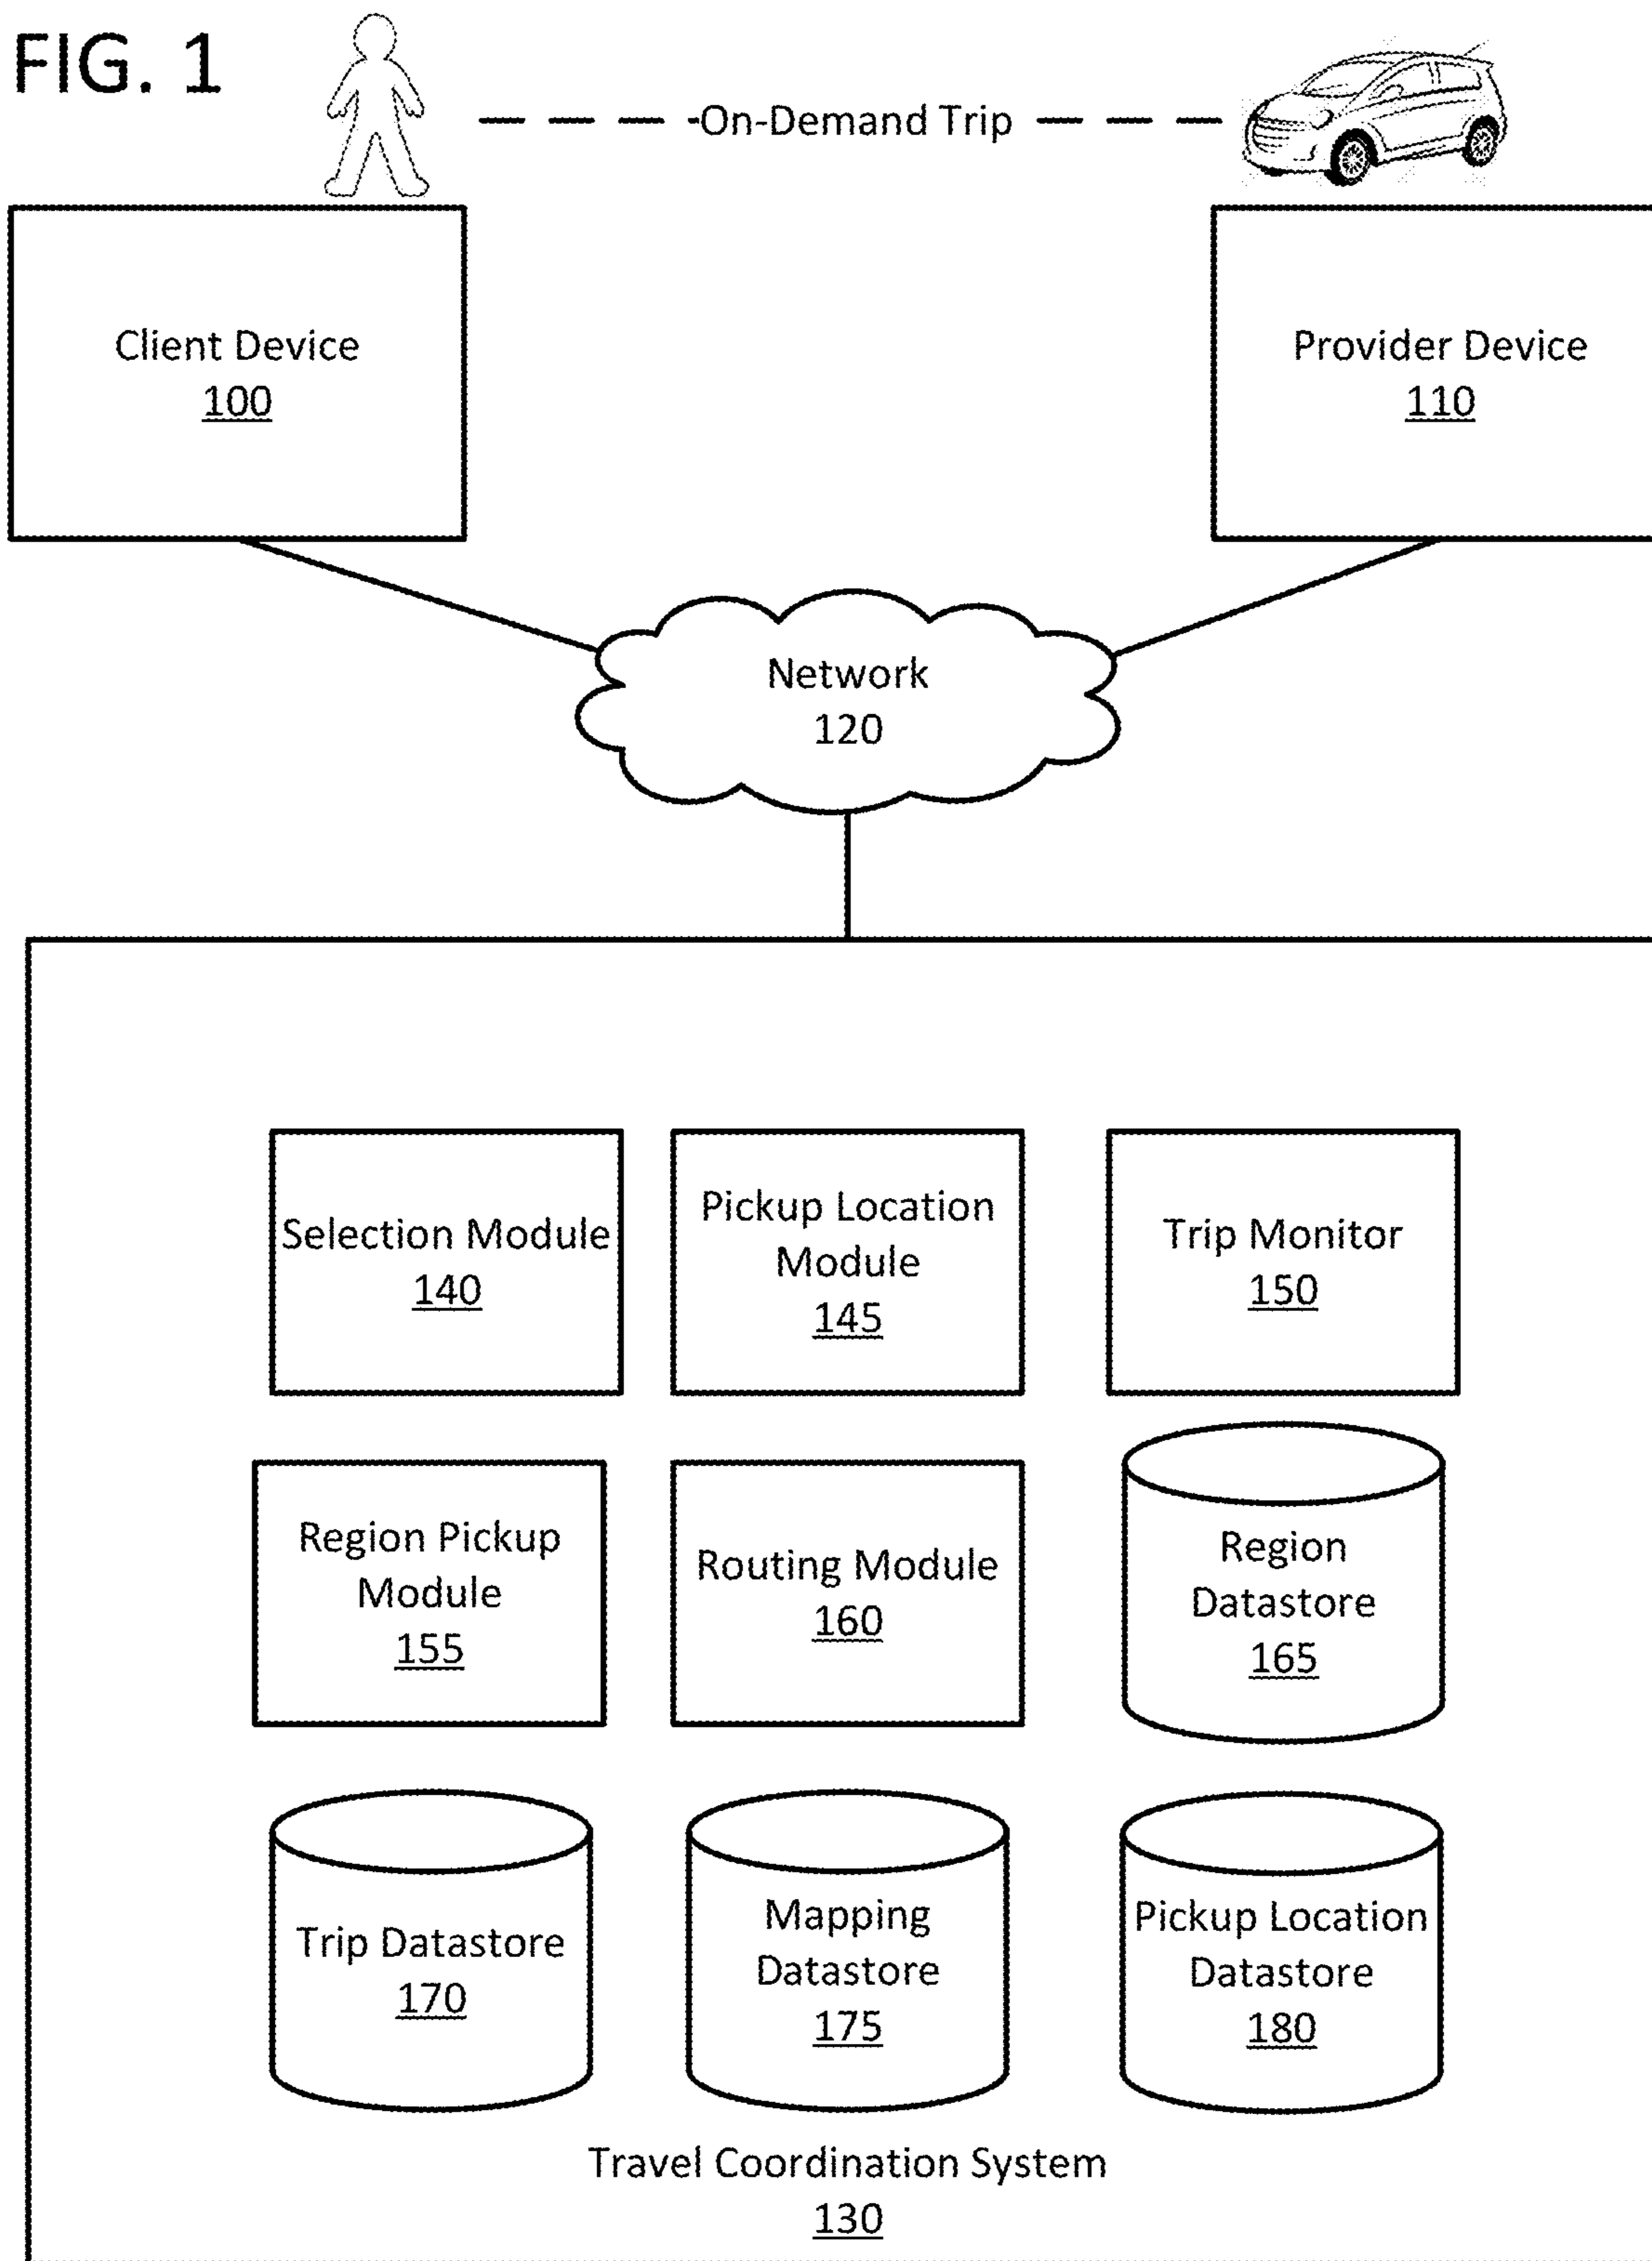 FIG. 1
On-Demand Trip
Client Device
100
Provider Device
110
Network
120
Selection Module
140
Pickup Location
Module
145
Trip Monitor
150
Region Pickup
Module
155
Routing Module
160
Region
Datastore
165
Trip Datastore
170
Mapping
Datastore
175
Pickup Location
Datastore
180
Travel Coordination System
130